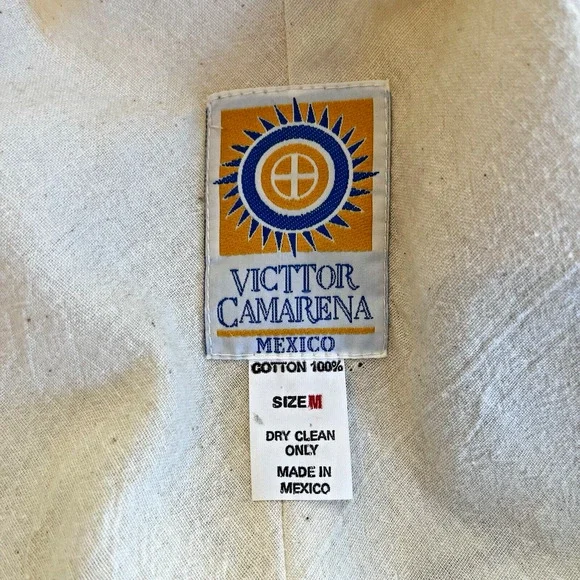 VICTTOR
CAMARENA
MEXICO
COTTON 100%
SIZE M
DRY CLEAN
ONLY
MADE IN
MEXICO